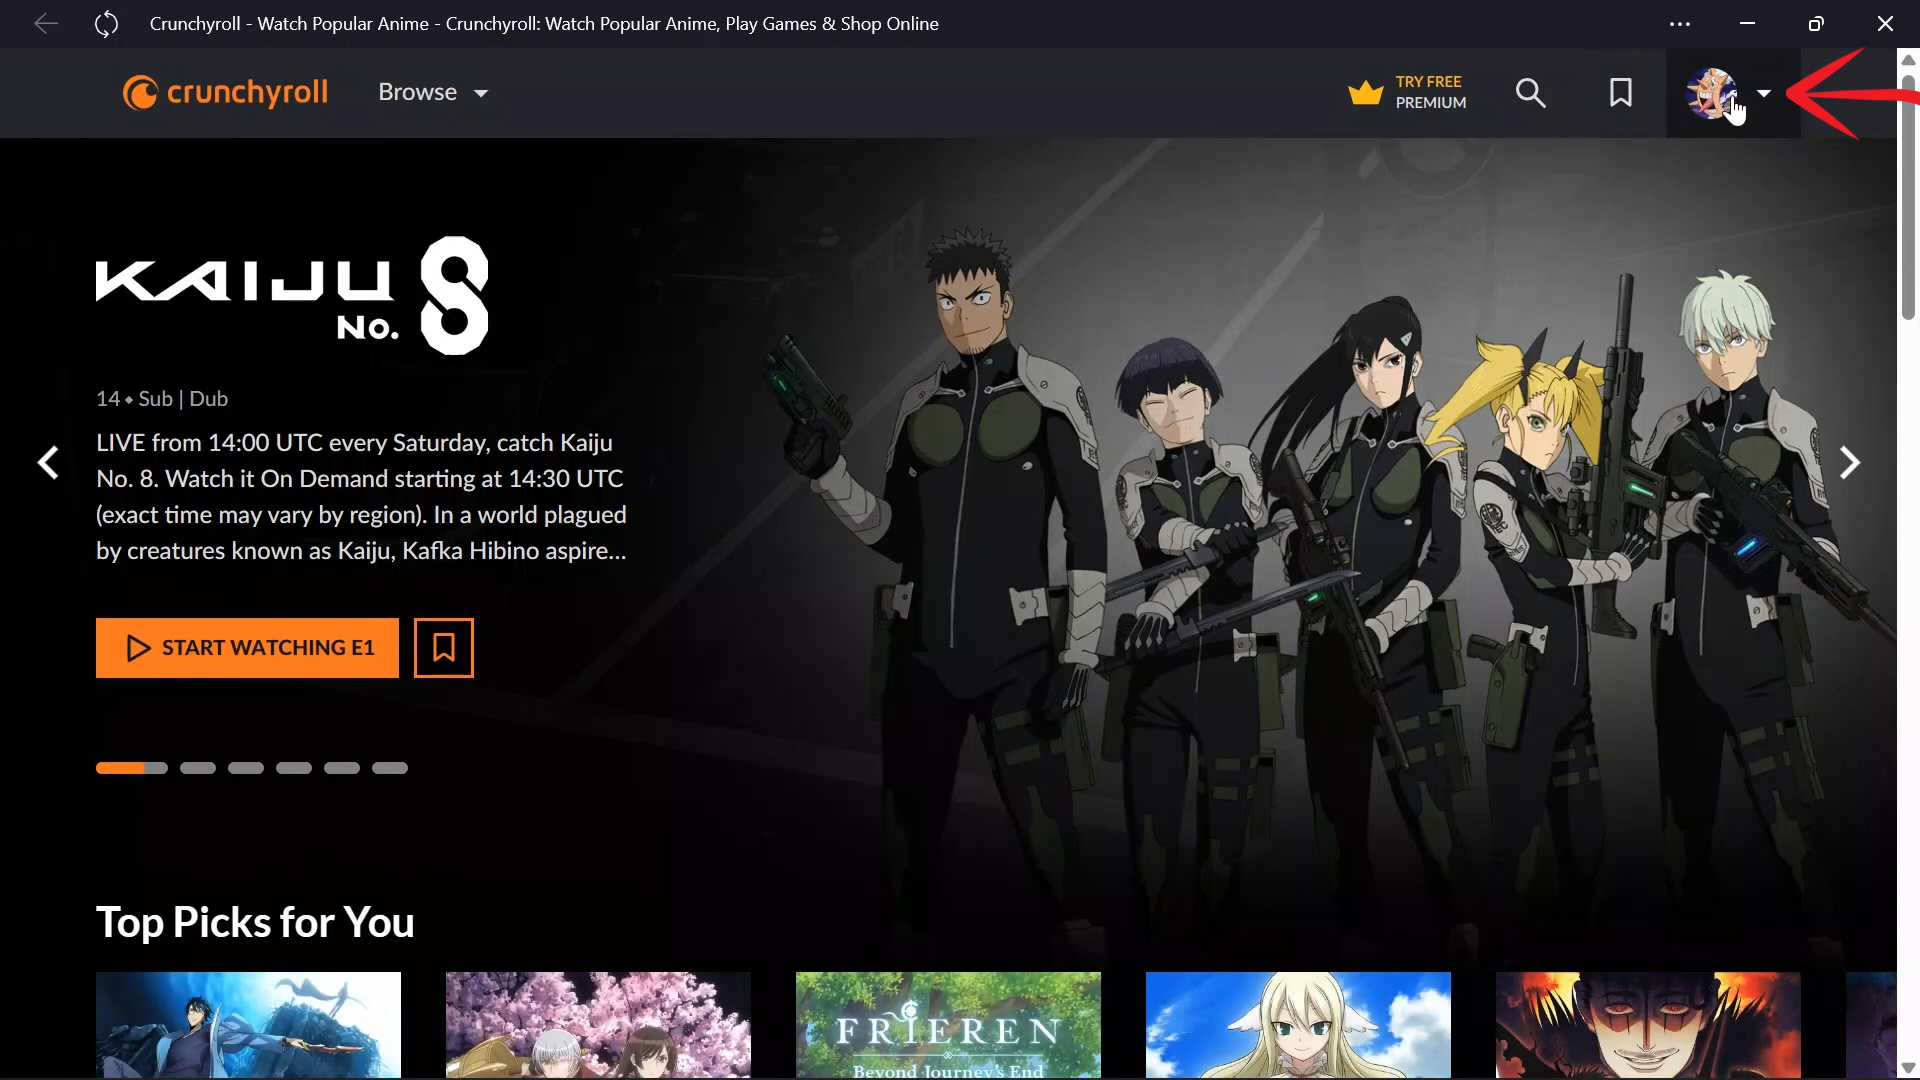 Crunchyroll - Watch Popular Anime - Crunchyroll: Watch Popular Anime, Play Games & Shop Online
crunchyroll
Browse
TRY FREE
PREMIUM
KAIJU
No. 8
14 ⬥ Sub | Dub
LIVE from 14:00 UTC every Saturday, catch Kaiju
No. 8. Watch it On Demand starting at 14:30 UTC
(exact time may vary by region). In a world plagued
by creatures known as Kaiju, Kafka Hibino aspire...
START WATCHING E1
Top Picks for You
FRIEREN
Beyond Journey's End